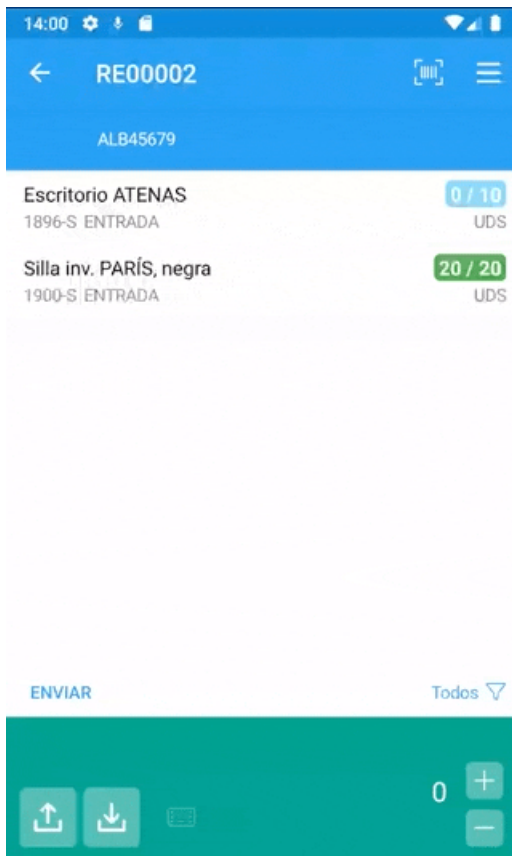 14:00
RE00002
ALB45679
Escritorio ATENAS 0 / 10
1896-S ENTRADA UDS
Silla inv. PARÍS, negra 20 / 20
1900-S ENTRADA UDS
ENVIAR Todos
0 +
−